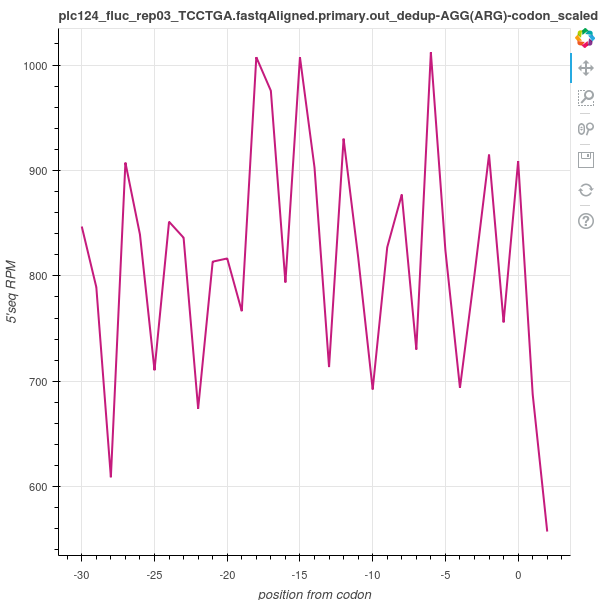 plc124_fluc_rep03_TCCTGA.fastqAligned.primary.out_dedup-AGG(ARG)-codon_scaled
1000
900
800
700
600
5'seq RPM
-30 -25 -20 -15 -10 -5 0
position from codon